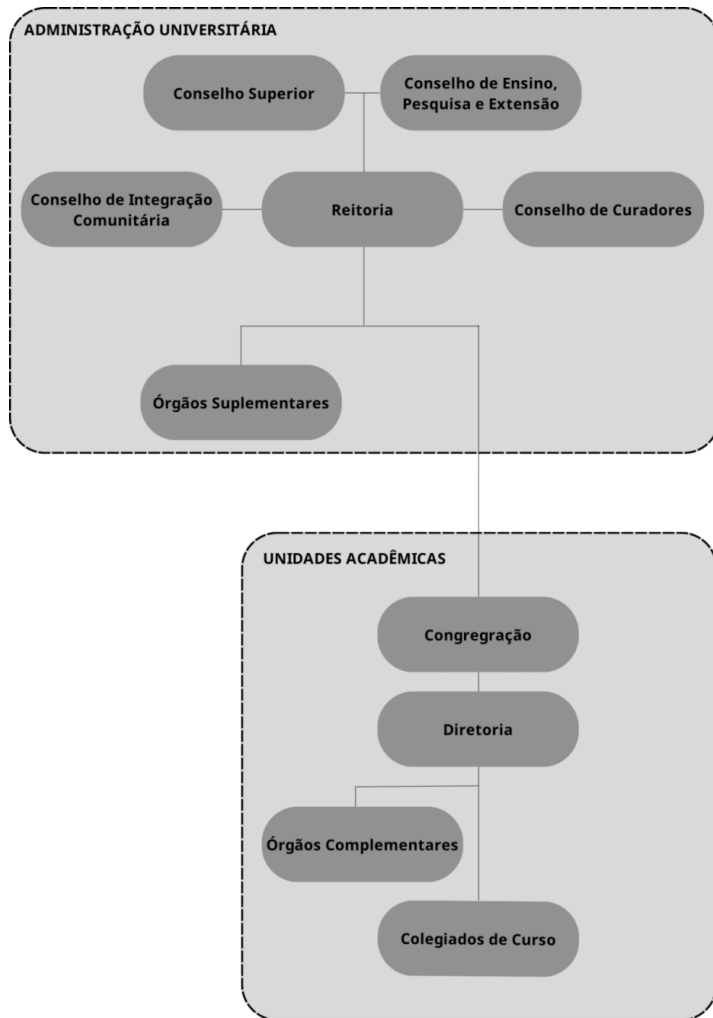 ADMINISTRAÇÃO UNIVERSITÁRIA
Conselho Superior
Conselho de Ensino,
Pesquisa e Extensão
Conselho de Integração
Comunitária
Reitoria
Conselho de Curadores
Órgãos Suplementares
UNIDADES ACADÊMICAS
Congregração
Diretoria
Órgãos Complementares
Colegiados de Curso